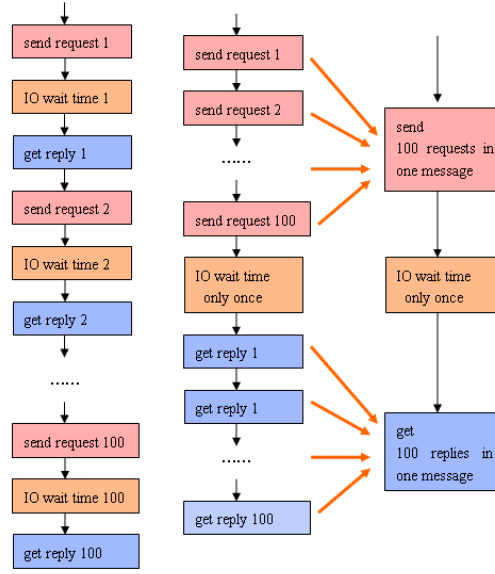 send request 1
IO wait time 1
get reply 1
send request 2
IO wait time 2
get reply 2
......
send request 100
IO wait time 100
get reply 100
send request 1
send request 2
......
send request 100
IO wait time
only once
get reply 1
get reply 1
......
get reply 100
send
100 requests in
one message
IO wait time
only once
get
100 replies in
one message